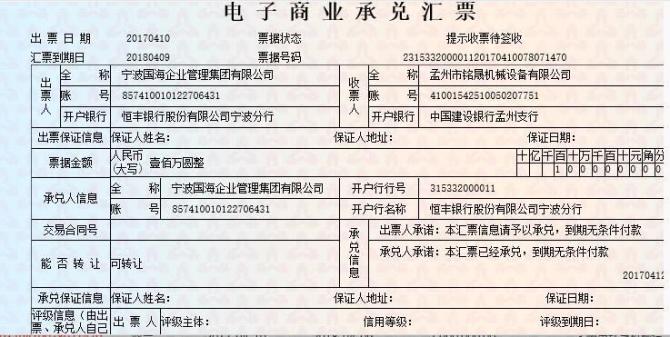 电子商业承兑汇票
出票日期 20170410 票据状态 提示收票待签收
汇票到期日 20180409 票据号码 231533200001120170410078071470
出票人 全称 宁波国海企业管理集团有限公司 收票人 全称 孟州市铭晟机械设备有限公司
账号 857410010122706431 账号 41001542510050207751
开户银行 恒丰银行股份有限公司宁波分行 开户银行 中国建设银行孟州支行
出票保证信息 保证人姓名: 保证人地址: 保证日期:
票据金额 人民币(大写) 壹佰万圆整 十亿千百十万千百十元角分
1 0 0 0 0 0 0 0 0
承兑人信息 全称 宁波国海企业管理集团有限公司 开户行行号 315332000011
账号 857410010122706431 开户行名称 恒丰银行股份有限公司宁波分行
交易合同号 承兑信息 出票人承诺: 本汇票信息请予以承兑, 到期无条件付款
能否转让 可转让 承兑人承诺: 本汇票已经承兑, 到期无条件付款
20170412
承兑保证信息 保证人姓名: 保证人地址: 保证日期:
评级信息(由出票、承兑人自己 出票人 评级主体: 信用等级: 评级到期日: